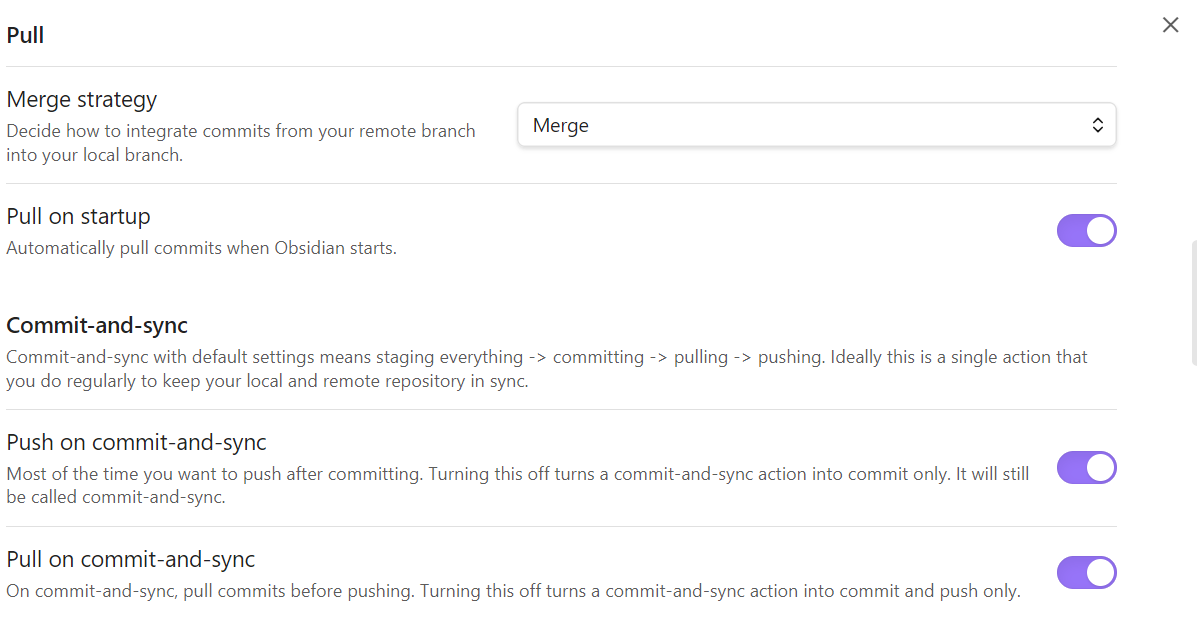 Pull
Merge strategy
Decide how to integrate commits from your remote branch
into your local branch.
Merge
Pull on startup
Automatically pull commits when Obsidian starts.
Commit-and-sync
Commit-and-sync with default settings means staging everything -> committing -> pulling -> pushing. Ideally this is a single action that
you do regularly to keep your local and remote repository in sync.
Push on commit-and-sync
Most of the time you want to push after committing. Turning this off turns a commit-and-sync action into commit only. It will still
be called commit-and-sync.
Pull on commit-and-sync
On commit-and-sync, pull commits before pushing. Turning this off turns a commit-and-sync action into commit and push only.